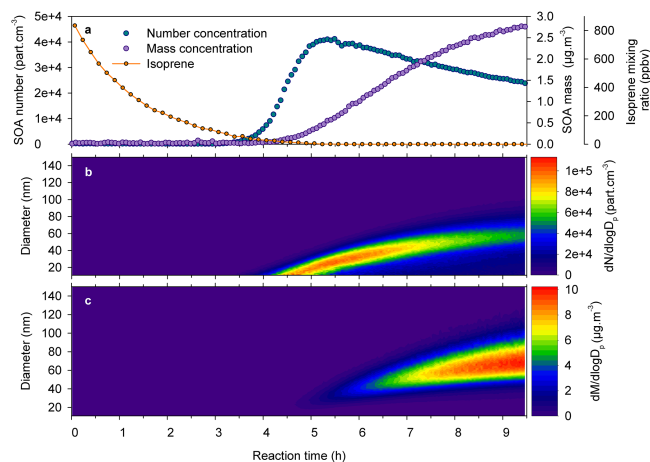 a
Number concentration
Mass concentration
Isoprene
SOA number (part.cm-3)
5e+4
4e+4
3e+4
2e+4
1e+4
0
3.0
2.5
2.0
1.5
1.0
0.5
0.0
SOA mass (µg.m-3)
800
600
400
200
0
Isoprene mixing
ratio (ppbv)
b
Diameter (nm)
140
120
100
80
60
40
20
1e+5
8e+4
6e+4
4e+4
2e+4
0
dN/dlogDp (part.cm-3)
c
Diameter (nm)
140
120
100
80
60
40
20
10
8
6
4
2
0
dM/dlogDp (µg.m-3)
0 1 2 3 4 5 6 7 8 9
Reaction time (h)